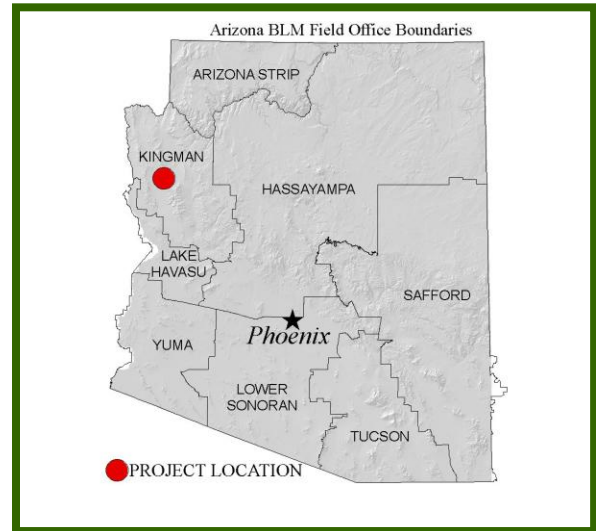 Arizona BLM Field Office Boundaries
ARIZONA STRIP
KINGMAN
HASSAYAMPA
LAKE
HAVASU
SAFFORD
Phoenix
YUMA
LOWER
SONORAN
TUCSON
PROJECT LOCATION